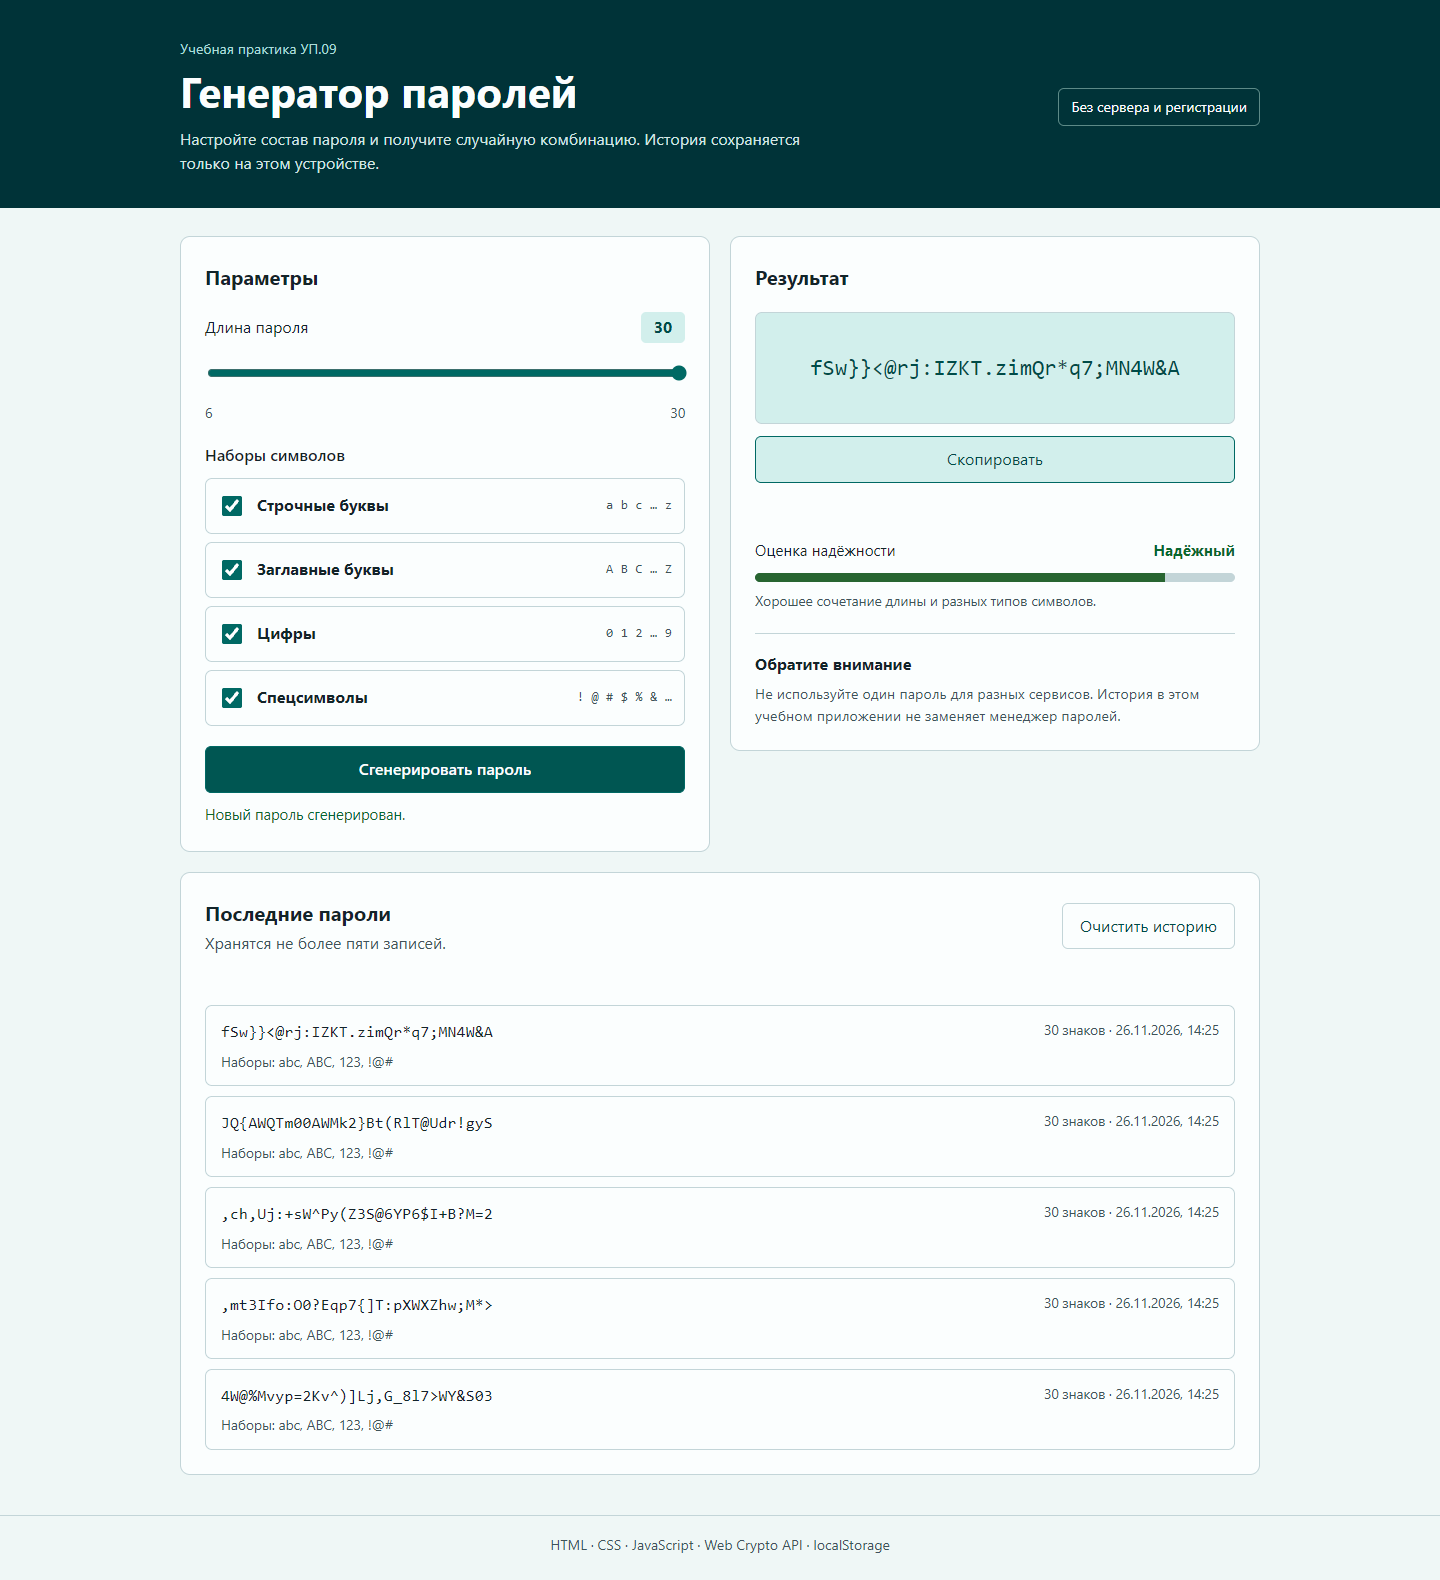 Учебная практика УП.09
Генератор паролей
Настройте состав пароля и получите случайную комбинацию. История сохраняется
только на этом устройстве.
Без сервера и регистрации
Параметры
Длина пароля
30
6
30
Наборы символов
Строчные буквы
a b c … z
Заглавные буквы
A B C … Z
Цифры
0 1 2 … 9
Спецсимволы
! @ # $ % & …
Сгенерировать пароль
Новый пароль сгенерирован.
Результат
fSw}}<@rj:IZKT.zimQr*q7;MN4W&A
Скопировать
Оценка надёжности
Надёжный
Хорошее сочетание длины и разных типов символов.
Обратите внимание
Не используйте один пароль для разных сервисов. История в этом
учебном приложении не заменяет менеджер паролей.
Последние пароли
Хранятся не более пяти записей.
Очистить историю
fSw}}<@rj:IZKT.zimQr*q7;MN4W&A
30 знаков · 26.11.2026, 14:25
Наборы: abc, ABC, 123, !@#
JQ{AWQTm00AWMk2}Bt(RlT@Udr!gyS
30 знаков · 26.11.2026, 14:25
Наборы: abc, ABC, 123, !@#
,ch,Uj:+sW^Py(Z3S@6YP6$I+B?M=2
30 знаков · 26.11.2026, 14:25
Наборы: abc, ABC, 123, !@#
,mt3Ifo:O0?Eqp7{]T:pXWXZhw;M*>
30 знаков · 26.11.2026, 14:25
Наборы: abc, ABC, 123, !@#
4W@%Mvyp=2Kv^)]Lj,G_8l7>WY&S03
30 знаков · 26.11.2026, 14:25
Наборы: abc, ABC, 123, !@#
HTML · CSS · JavaScript · Web Crypto API · localStorage